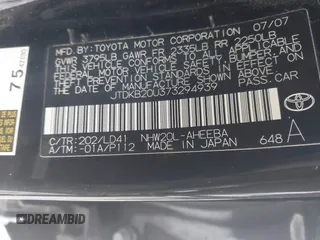 MFD. BY: TOYOTA MOTOR CORPORATION 07/07
GVWR 3795LB GAWR FR 2335LB RR 2250LB
THIS VEHICLE CONFORMS TO ALL APPLICABLE
FEDERAL MOTOR VEHICLE SAFETY, BUMPER, AND
THEFT PREVENTION STANDARDS IN EFFECT ON
THE DATE OF MANUFACTURE SHOWN ABOVE.
JTDKB20U373294939 PASS.CAR
C/TR: 202/LD41 NHW20L-AHEEBA
A/TM: -01A/P112 MADE IN JAPAN 648 A
TOYOTA
75
DREAMBID